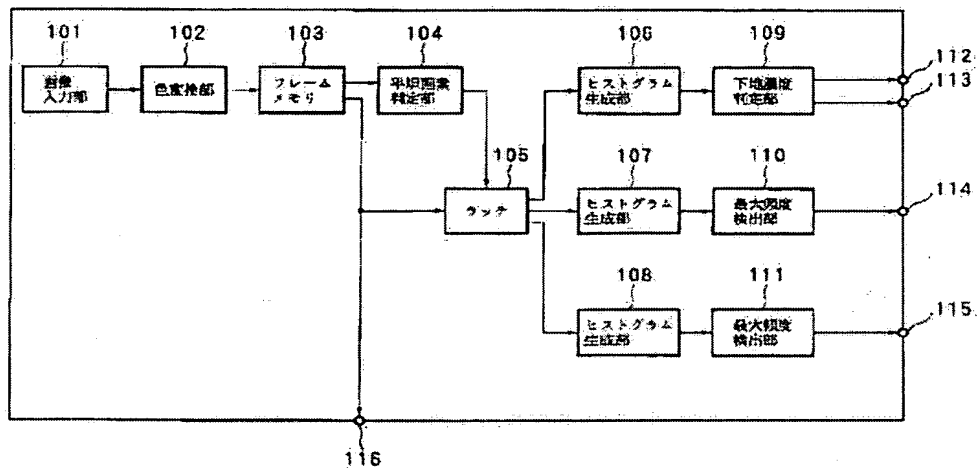 101
102
103
104
106
109
112
画像
入力部
色変換部
フレーム
メモリ
平坦画素
判定部
ヒストグラム
生成部
下地濃度
判定部
113
105
107
110
114
ラッチ
ヒストグラム
生成部
最大頻度
検出部
108
111
115
ヒストグラム
生成部
最大頻度
検出部
116